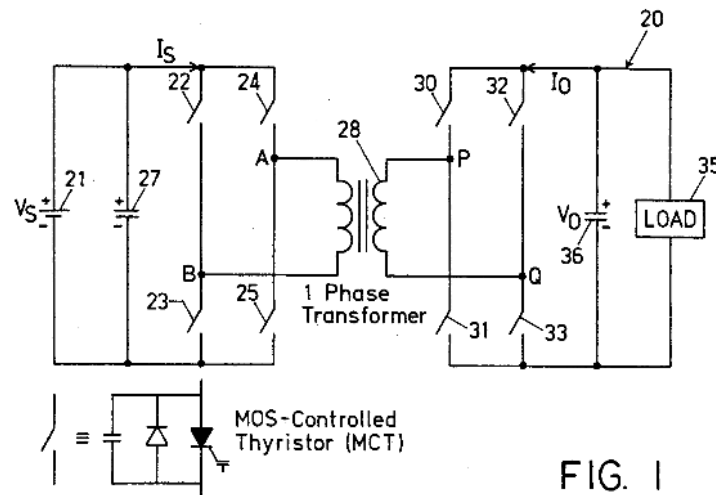 20
I_S
I_O
22
24
30
32
28
35
A
P
V_S
+
-
21
+
-
27
V_O
+
-
36
LOAD
B
Q
23
25
1 Phase
Transformer
31
33
≡
MOS-Controlled
Thyristor (MCT)
FIG. 1